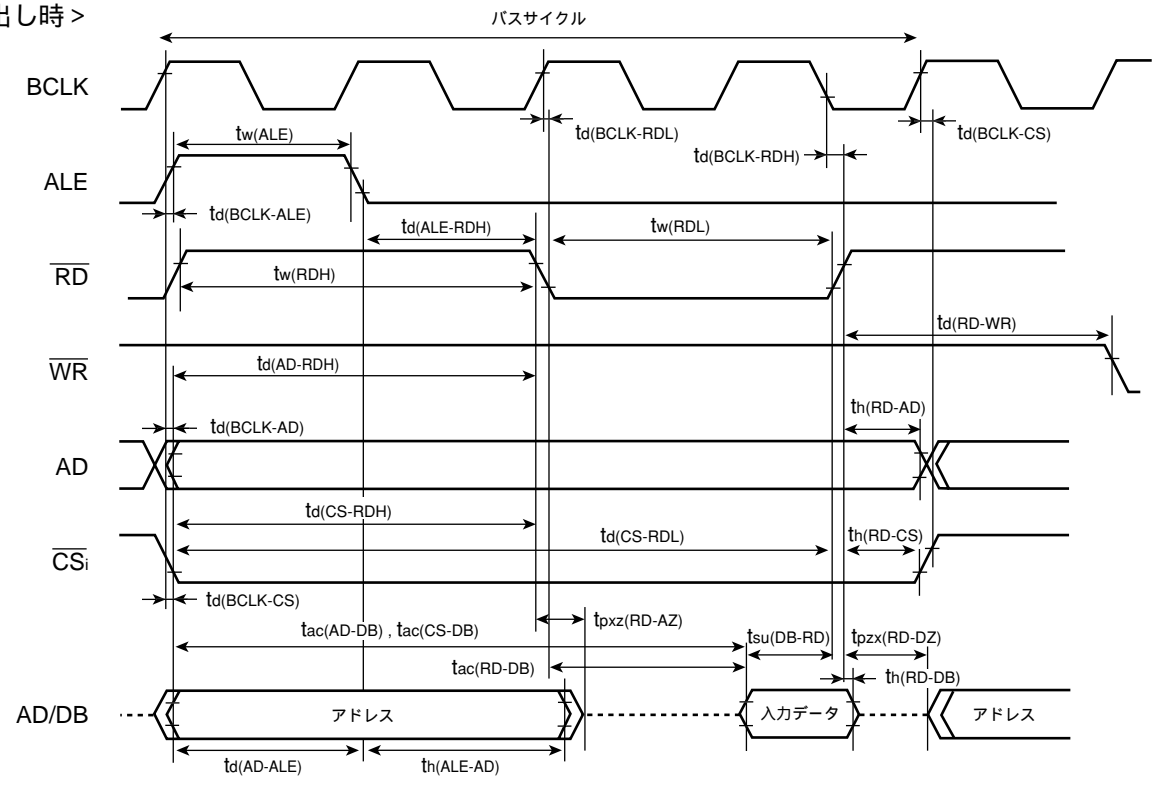 出し時 >
バスサイクル
BCLK
td(BCLK-RDL)
td(BCLK-CS)
tw(ALE)
td(BCLK-RDH)
ALE
td(BCLK-ALE)
td(ALE-RDH)
tw(RDL)
RD
tw(RDH)
td(RD-WR)
WR
td(AD-RDH)
th(RD-AD)
td(BCLK-AD)
AD
td(CS-RDH)
td(CS-RDL)
th(RD-CS)
CSi
td(BCLK-CS)
tac(AD-DB) , tac(CS-DB)
tpxz(RD-AZ)
tsu(DB-RD)
tpzx(RD-DZ)
tac(RD-DB)
th(RD-DB)
AD/DB
アドレス
入力データ
アドレス
td(AD-ALE)
th(ALE-AD)